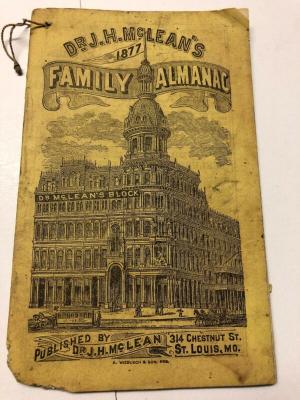 DR. J. H. McLEAN'S
1877
FAMILY ALMANAC
DR McLEAN'S BLOCK
PUBLISHED BY
DR. J. H. McLEAN
314 CHESTNUT ST.
ST. LOUIS, MO.